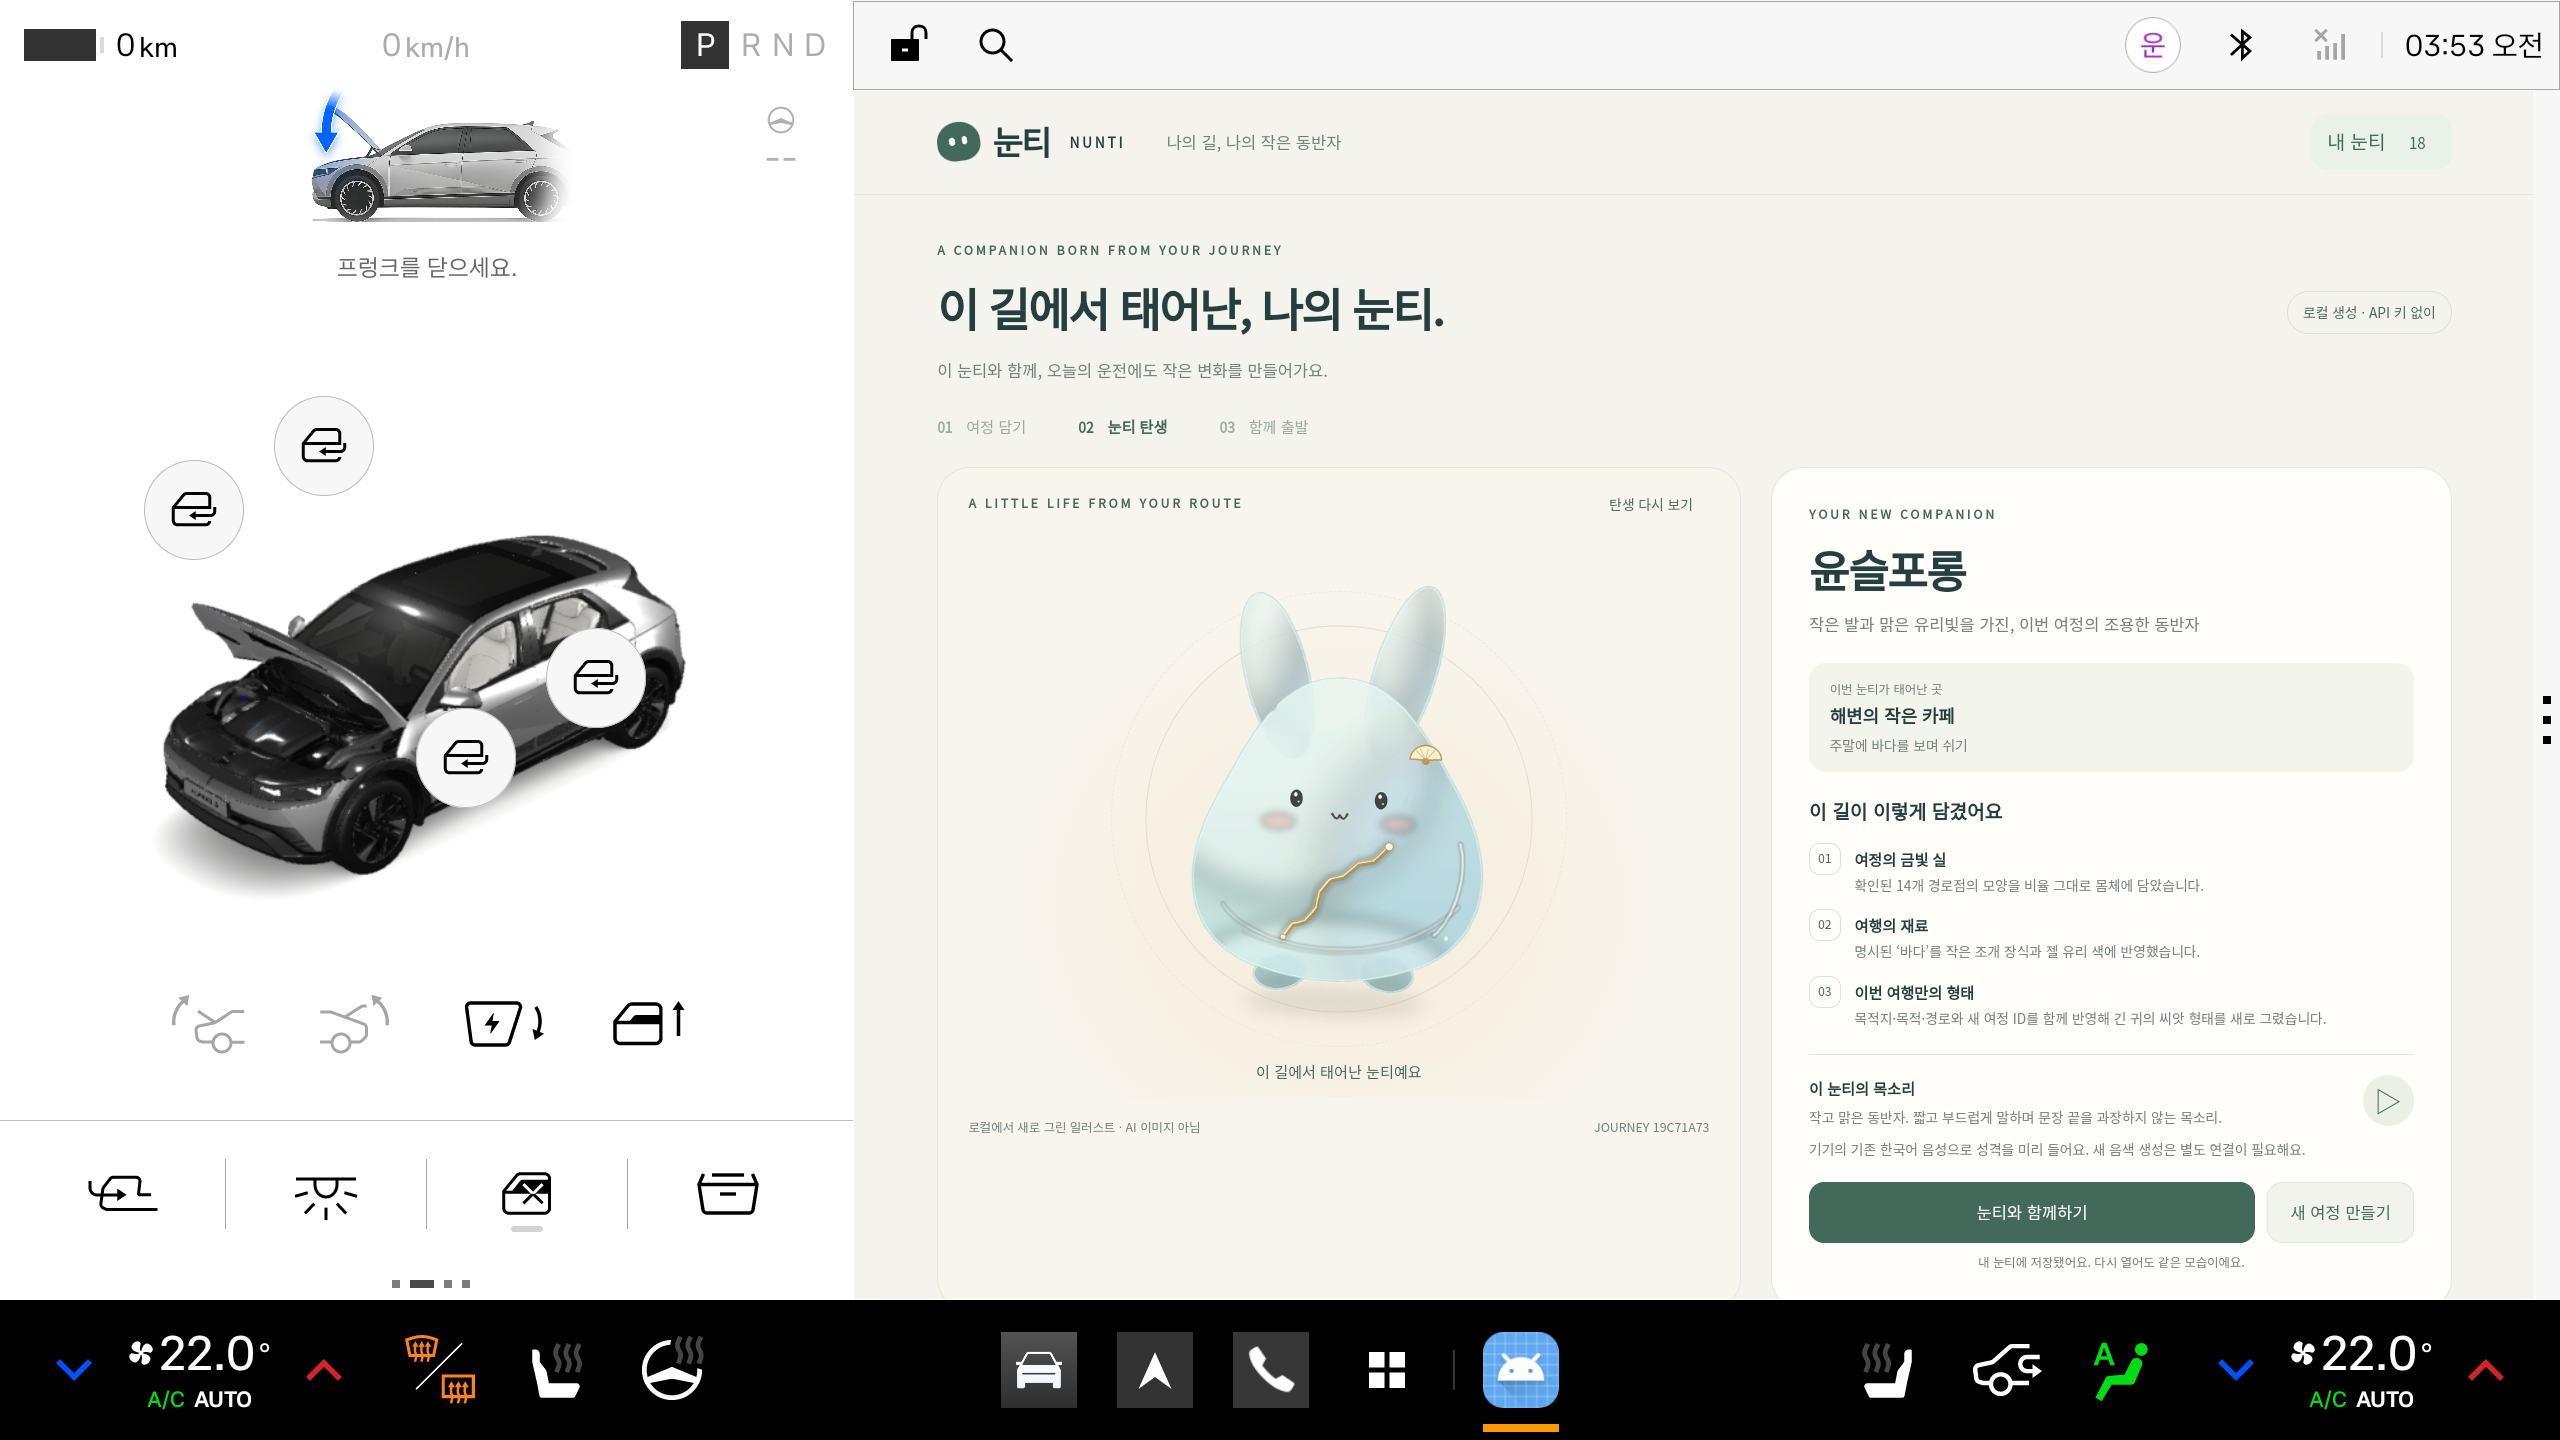 0 km
0 km/h
P R N D
운
03:53 오전
프렁크를 닫으세요.
눈티 NUNTI 나의 길, 나의 작은 동반자
내 눈티 18
A COMPANION BORN FROM YOUR JOURNEY
이 길에서 태어난, 나의 눈티.
로컬 생성 · API 키 없이
이 눈티와 함께, 오늘의 운전에도 작은 변화를 만들어가요.
01 여정 담기 02 눈티 탄생 03 함께 출발
A LITTLE LIFE FROM YOUR ROUTE
탄생 다시 보기
이 길에서 태어난 눈티예요
로컬에서 새로 그린 일러스트 · AI 이미지 아님
JOURNEY 19C71A73
YOUR NEW COMPANION
윤슬포롱
작은 발과 맑은 유리빛을 가진, 이번 여정의 조용한 동반자
이번 눈티가 태어난 곳
해변의 작은 카페
주말에 바다를 보며 쉬기
이 길이 이렇게 담겼어요
01 여정의 금빛 실
확인된 14개 경로점의 모양을 비율 그대로 몸체에 담았습니다.
02 여행의 재료
명시된 ‘바다’를 작은 조개 장식과 젤 유리 색에 반영했습니다.
03 이번 여행만의 형태
목적지·목적·경로와 새 여정 ID를 함께 반영해 긴 귀의 씨앗 형태를 새로 그렸습니다.
이 눈티의 목소리
작고 맑은 동반자. 짧고 부드럽게 말하며 문장 끝을 과장하지 않는 목소리.
기기의 기존 한국어 음성으로 성격을 미리 들어요. 새 음색 생성은 별도 연결이 필요해요.
눈티와 함께하기
새 여정 만들기
내 눈티에 저장됐어요. 다시 열어도 같은 모습이에요.
22.0°
A/C AUTO
A
22.0°
A/C AUTO